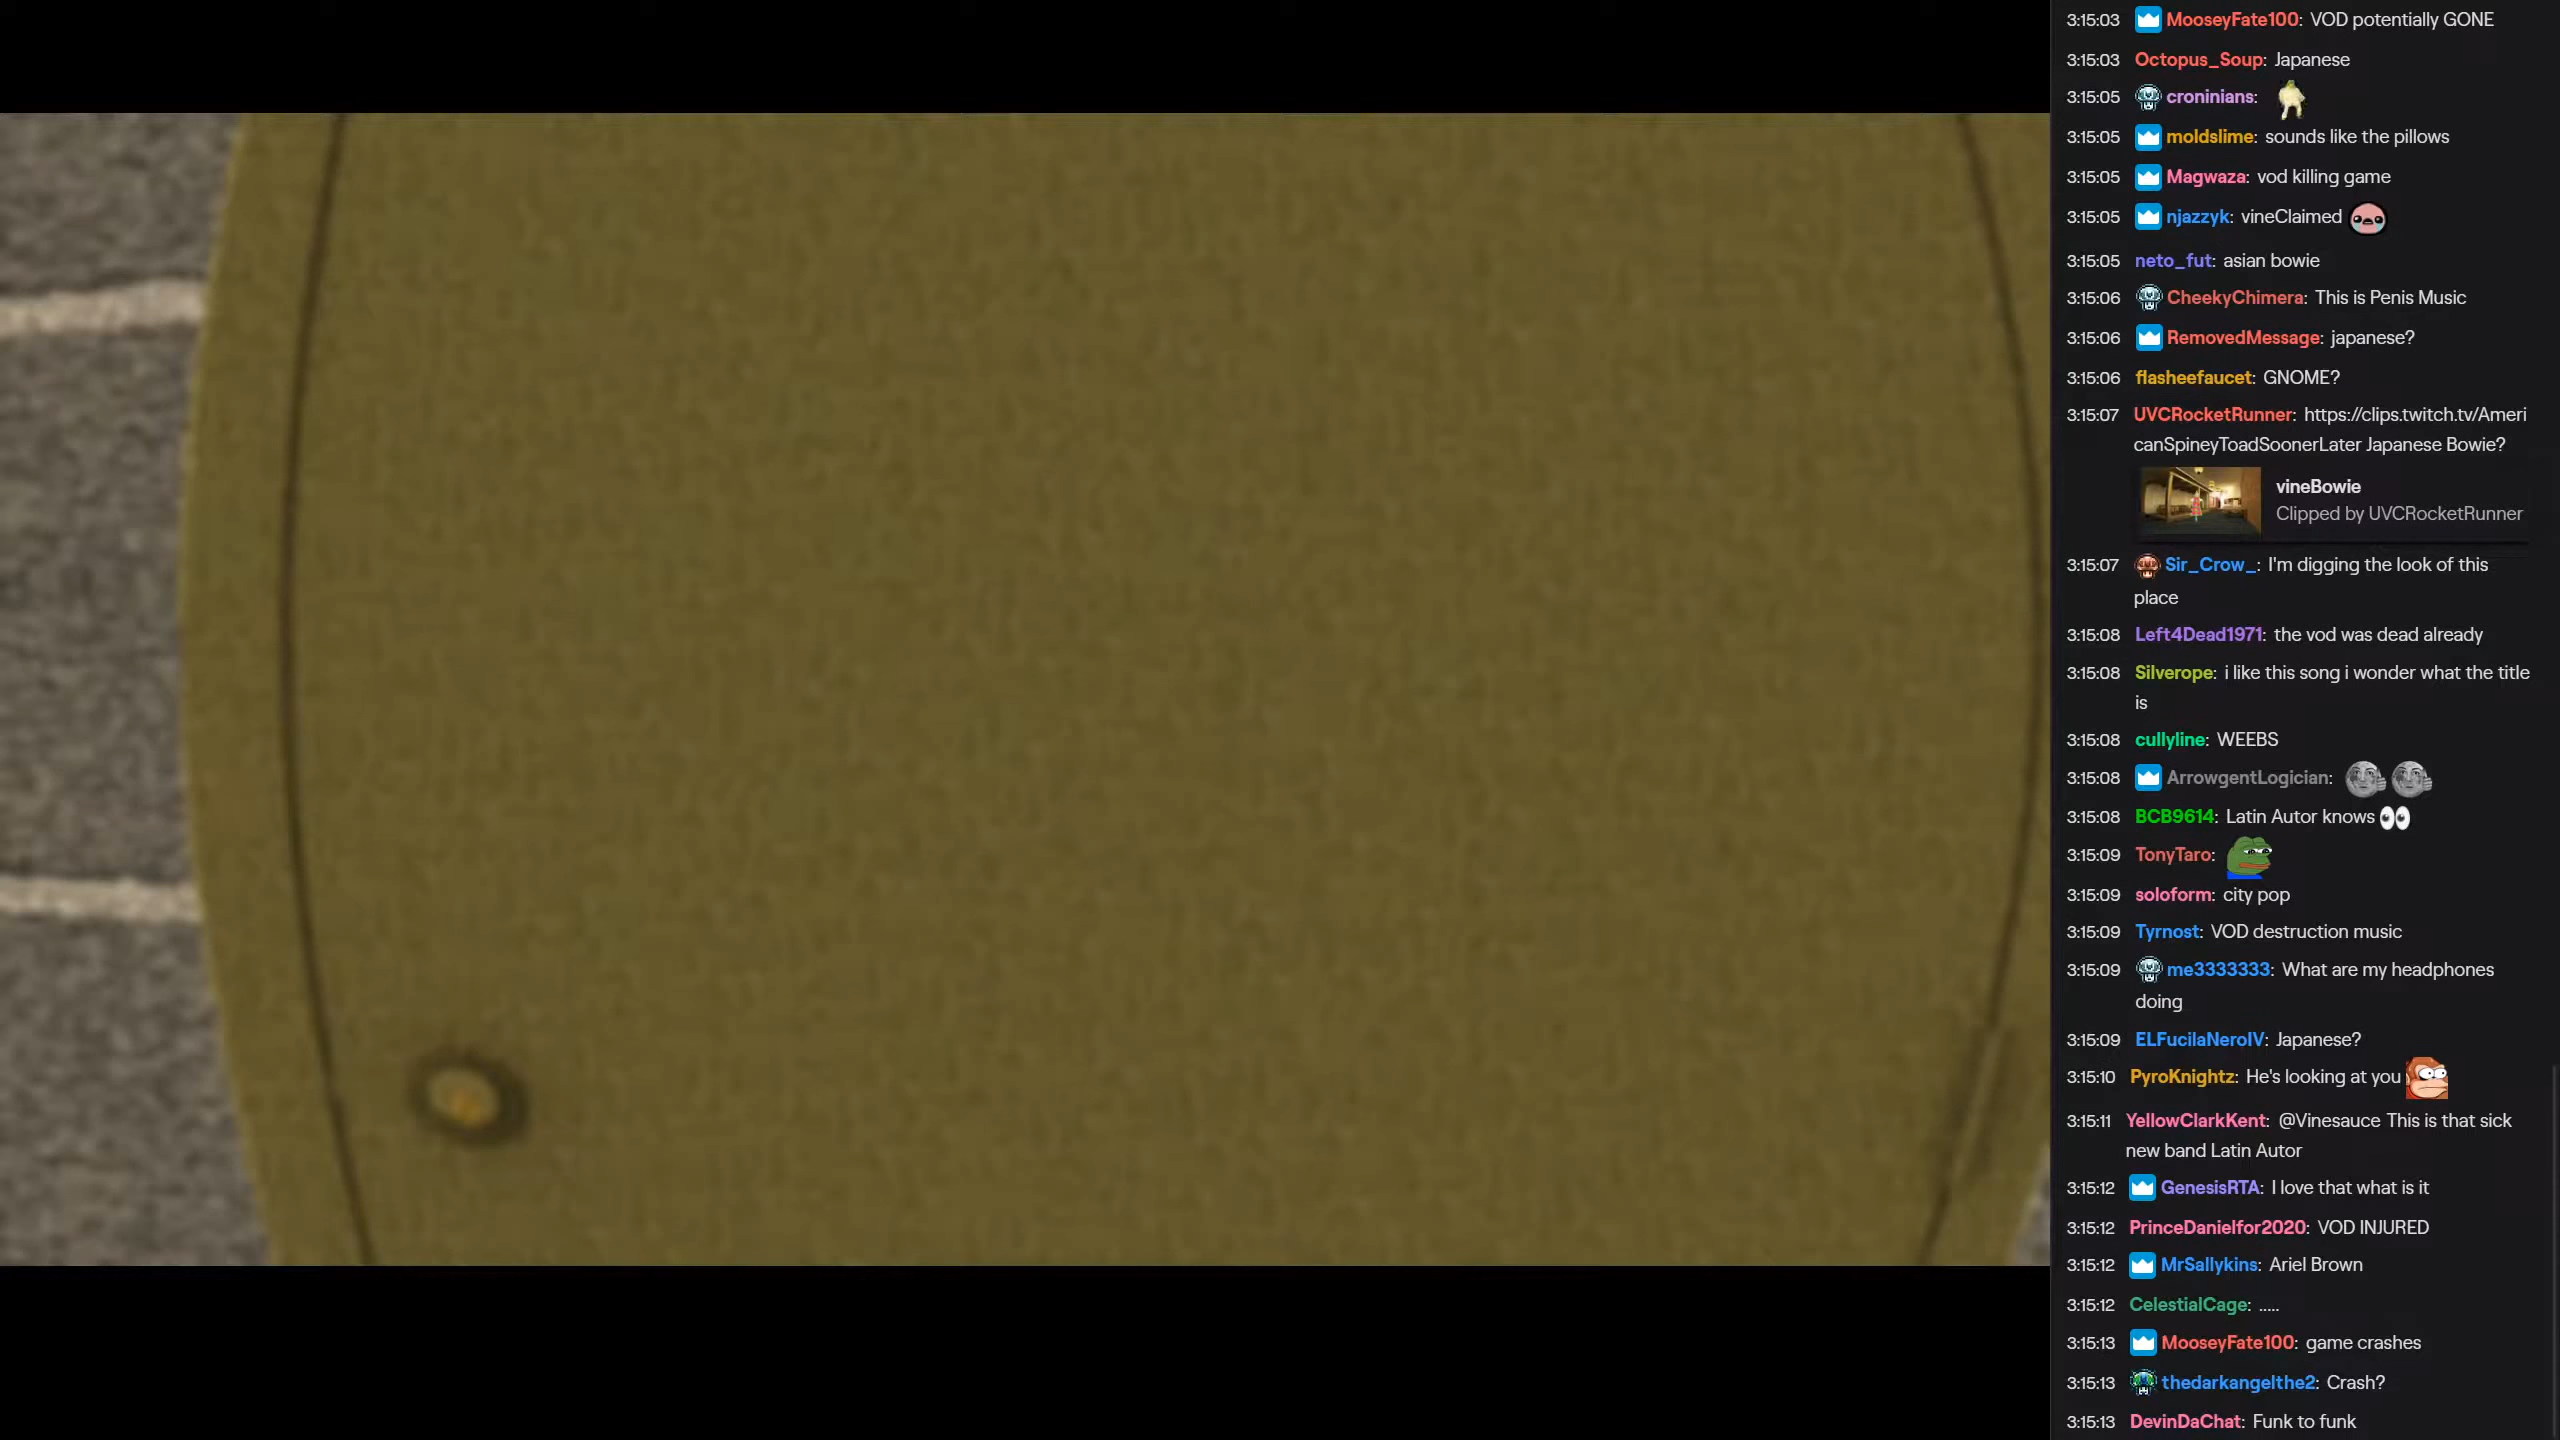 3:15:03 MooseyFate100: VOD potentially GONE
3:15:03 Octopus_Soup: Japanese
3:15:05 croninians:
3:15:05 moldslime: sounds like the pillows
3:15:05 Magwaza: vod killing game
3:15:05 njazzyk: vineClaimed
3:15:05 neto_fut: asian bowie
3:15:06 CheekyChimera: This is Penis Music
3:15:06 RemovedMessage: japanese?
3:15:06 flasheefaucet: GNOME?
3:15:07 UVCRocketRunner: https://clips.twitch.tv/Ameri
canSpineyToadSoonerLater Japanese Bowie?
vineBowie
Clipped by UVCRocketRunner
3:15:07 Sir_Crow_: I'm digging the look of this
place
3:15:08 Left4Dead1971: the vod was dead already
3:15:08 Silverope: i like this song i wonder what the title
is
3:15:08 cullyline: WEEBS
3:15:08 ArrowgentLogician:
3:15:08 BCB9614: Latin Autor knows 👀
3:15:09 TonyTaro:
3:15:09 soloform: city pop
3:15:09 Tyrnost: VOD destruction music
3:15:09 me3333333: What are my headphones
doing
3:15:09 ELFucilaNeroIV: Japanese?
3:15:10 PyroKnightz: He's looking at you
3:15:11 YellowClarkKent: @Vinesauce This is that sick
new band Latin Autor
3:15:12 GenesisRTA: I love that what is it
3:15:12 PrinceDanielfor2020: VOD INJURED
3:15:12 MrSallykins: Ariel Brown
3:15:12 CelestialCage: .....
3:15:13 MooseyFate100: game crashes
3:15:13 thedarkangelthe2: Crash?
3:15:13 DevinDaChat: Funk to funk